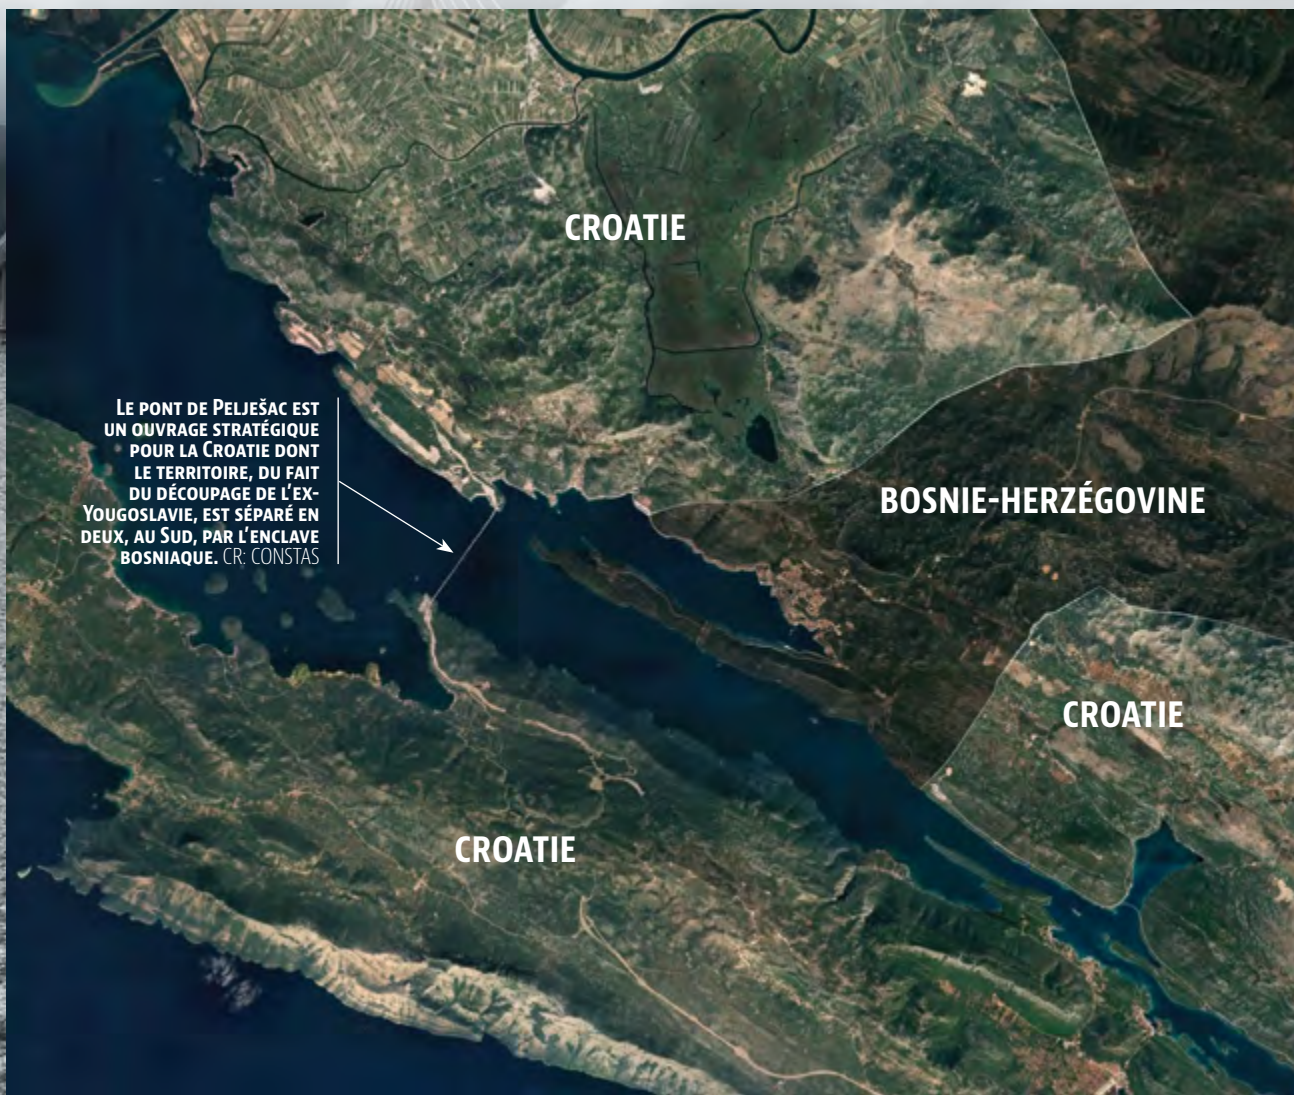 CROATIE
LE PONT DE PELJEŠAC EST
UN OUVRAGE STRATÉGIQUE
POUR LA CROATIE DONT
LE TERRITOIRE, DU FAIT
DU DÉCOUPAGE DE L'EX-
YOUGOSLAVIE, EST SÉPARÉ EN
DEUX, AU SUD, PAR L'ENCLAVE
BOSNIAQUE. CR: CONSTAS
BOSNIE-HERZÉGOVINE
CROATIE
CROATIE